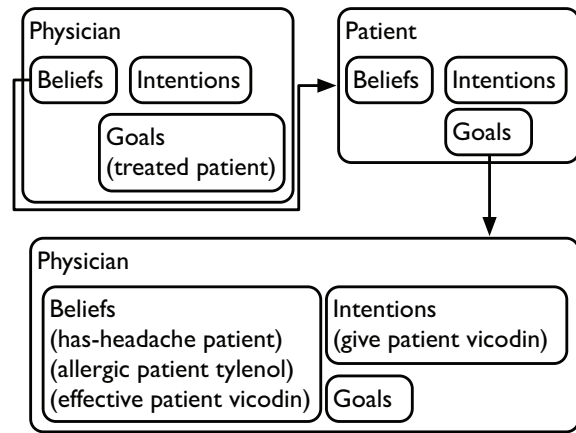 Physician
Beliefs
Intentions
Goals
(treated patient)
Patient
Beliefs
Intentions
Goals
Physician
Beliefs
(has-headache patient)
(allergic patient tylenol)
(effective patient vicodin)
Intentions
(give patient vicodin)
Goals